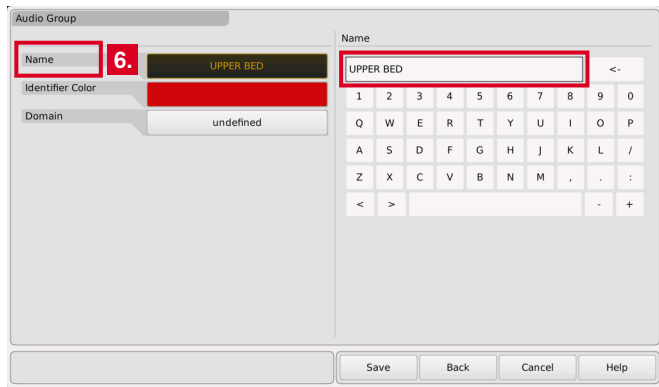 Audio Group
Name
Name
6.
UPPER BED
UPPER BED
<-
Identifier Color
1 2 3 4 5 6 7 8 9 0
Domain
undefined
Q W E R T Y U I O P
A S D F G H J K L /
Z X C V B N M , . :
< > - +
Save Back Cancel Help